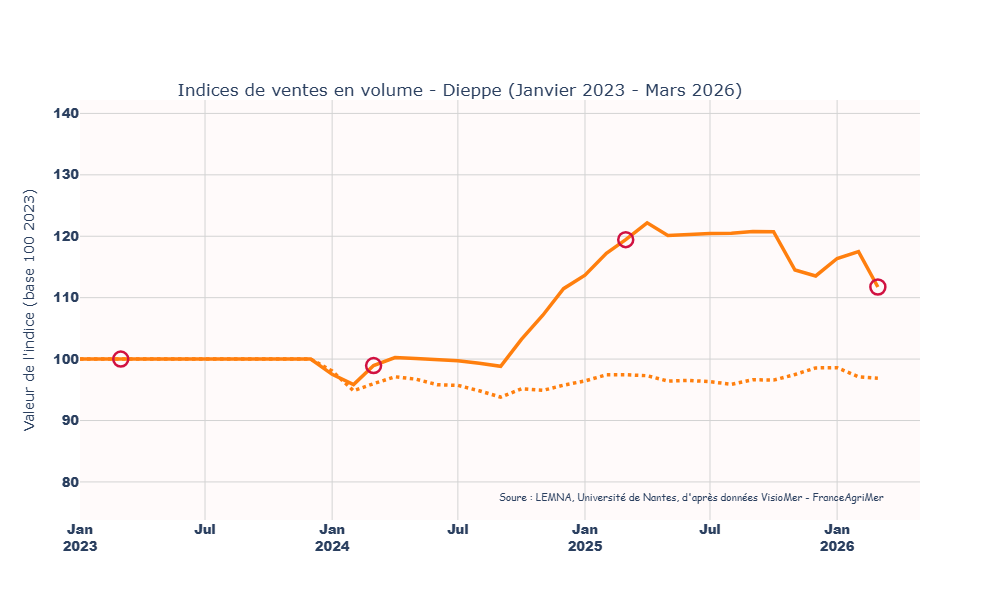 Indices de ventes en volume - Dieppe (Janvier 2023 - Mars 2026)
Valeur de l'indice (base 100 2023)
140
130
120
110
100
90
80
Soure : LEMNA, Université de Nantes, d'après données VisioMer - FranceAgriMer
Jan Jul Jan Jul Jan Jul Jan
2023 2024 2025 2026